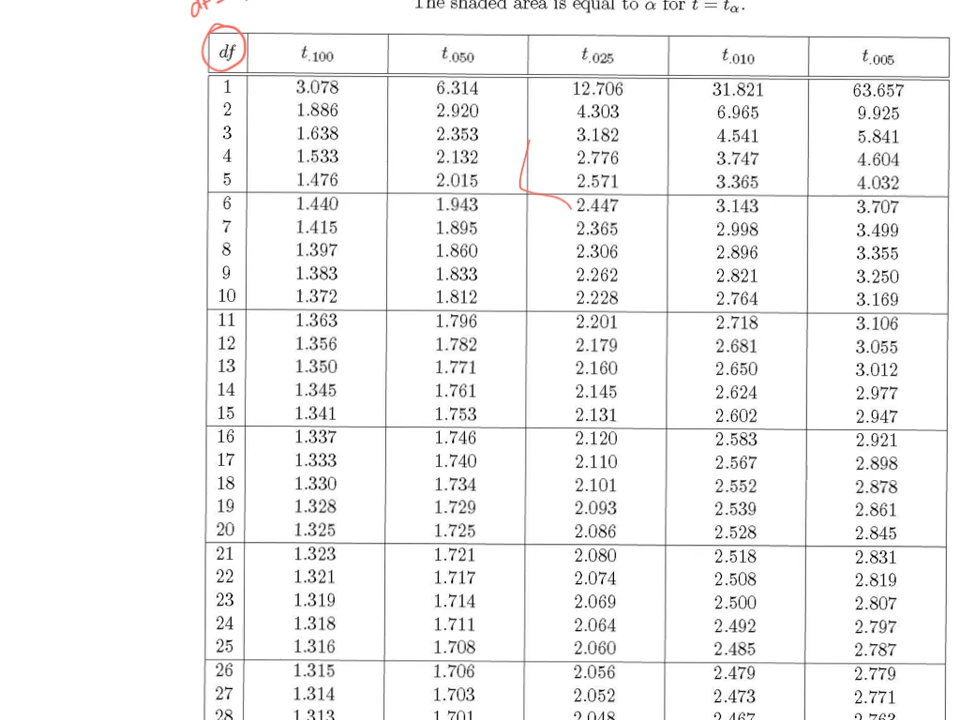 df=
The shaded area is equal to α for t = tα.
df t.100 t.050 t.025 t.010 t.005
1 3.078 6.314 12.706 31.821 63.657
2 1.886 2.920 4.303 6.965 9.925
3 1.638 2.353 3.182 4.541 5.841
4 1.533 2.132 2.776 3.747 4.604
5 1.476 2.015 2.571 3.365 4.032
6 1.440 1.943 2.447 3.143 3.707
7 1.415 1.895 2.365 2.998 3.499
8 1.397 1.860 2.306 2.896 3.355
9 1.383 1.833 2.262 2.821 3.250
10 1.372 1.812 2.228 2.764 3.169
11 1.363 1.796 2.201 2.718 3.106
12 1.356 1.782 2.179 2.681 3.055
13 1.350 1.771 2.160 2.650 3.012
14 1.345 1.761 2.145 2.624 2.977
15 1.341 1.753 2.131 2.602 2.947
16 1.337 1.746 2.120 2.583 2.921
17 1.333 1.740 2.110 2.567 2.898
18 1.330 1.734 2.101 2.552 2.878
19 1.328 1.729 2.093 2.539 2.861
20 1.325 1.725 2.086 2.528 2.845
21 1.323 1.721 2.080 2.518 2.831
22 1.321 1.717 2.074 2.508 2.819
23 1.319 1.714 2.069 2.500 2.807
24 1.318 1.711 2.064 2.492 2.797
25 1.316 1.708 2.060 2.485 2.787
26 1.315 1.706 2.056 2.479 2.779
27 1.314 1.703 2.052 2.473 2.771
28 1.313 1.701 2.048 2.467 2.763